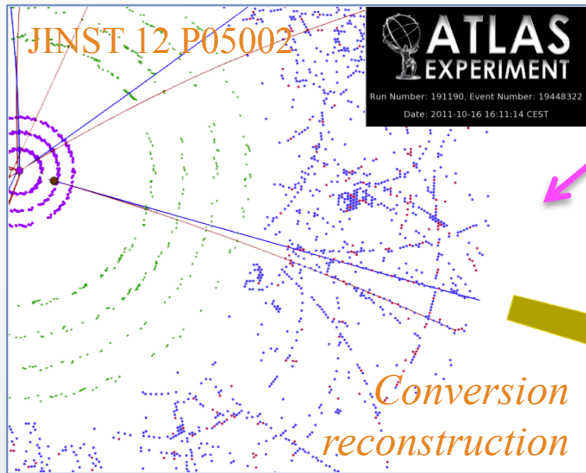 JINST 12 P05002
ATLAS
EXPERIMENT
Run Number: 191190, Event Number: 19448322
Date: 2011-10-16 16:11:14 CEST
Conversion
reconstruction